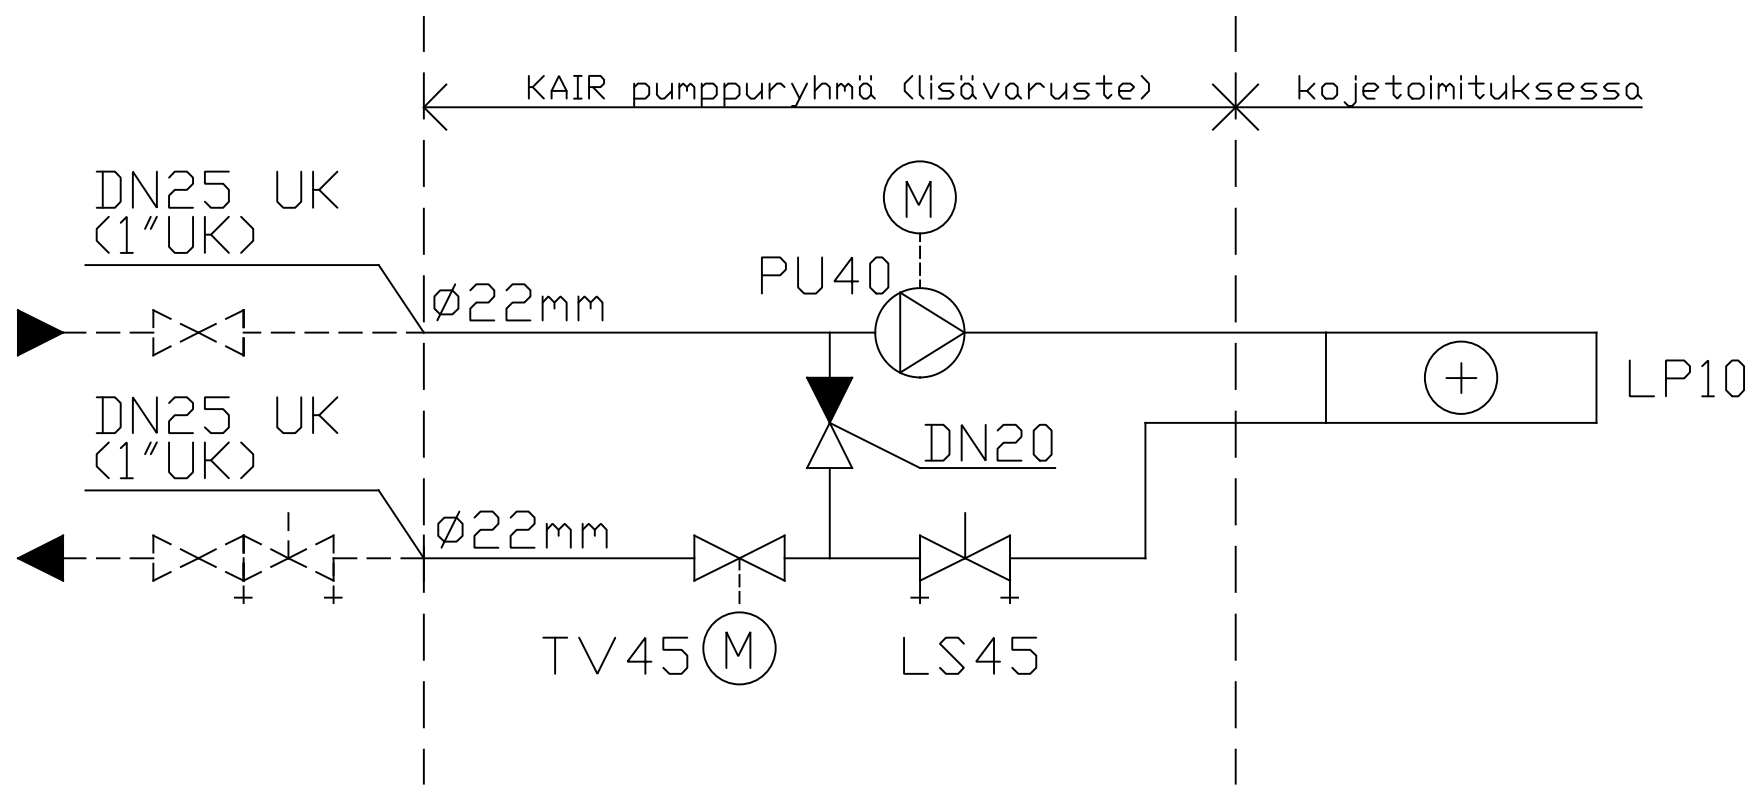 KAIR pumppuryhmä (lisävaruste)
kojetoimituksessa
DN25 UK
(1"UK)
M
PU40
Ø22mm
LP10
DN25 UK
(1"UK)
DN20
Ø22mm
TV45
M
LS45